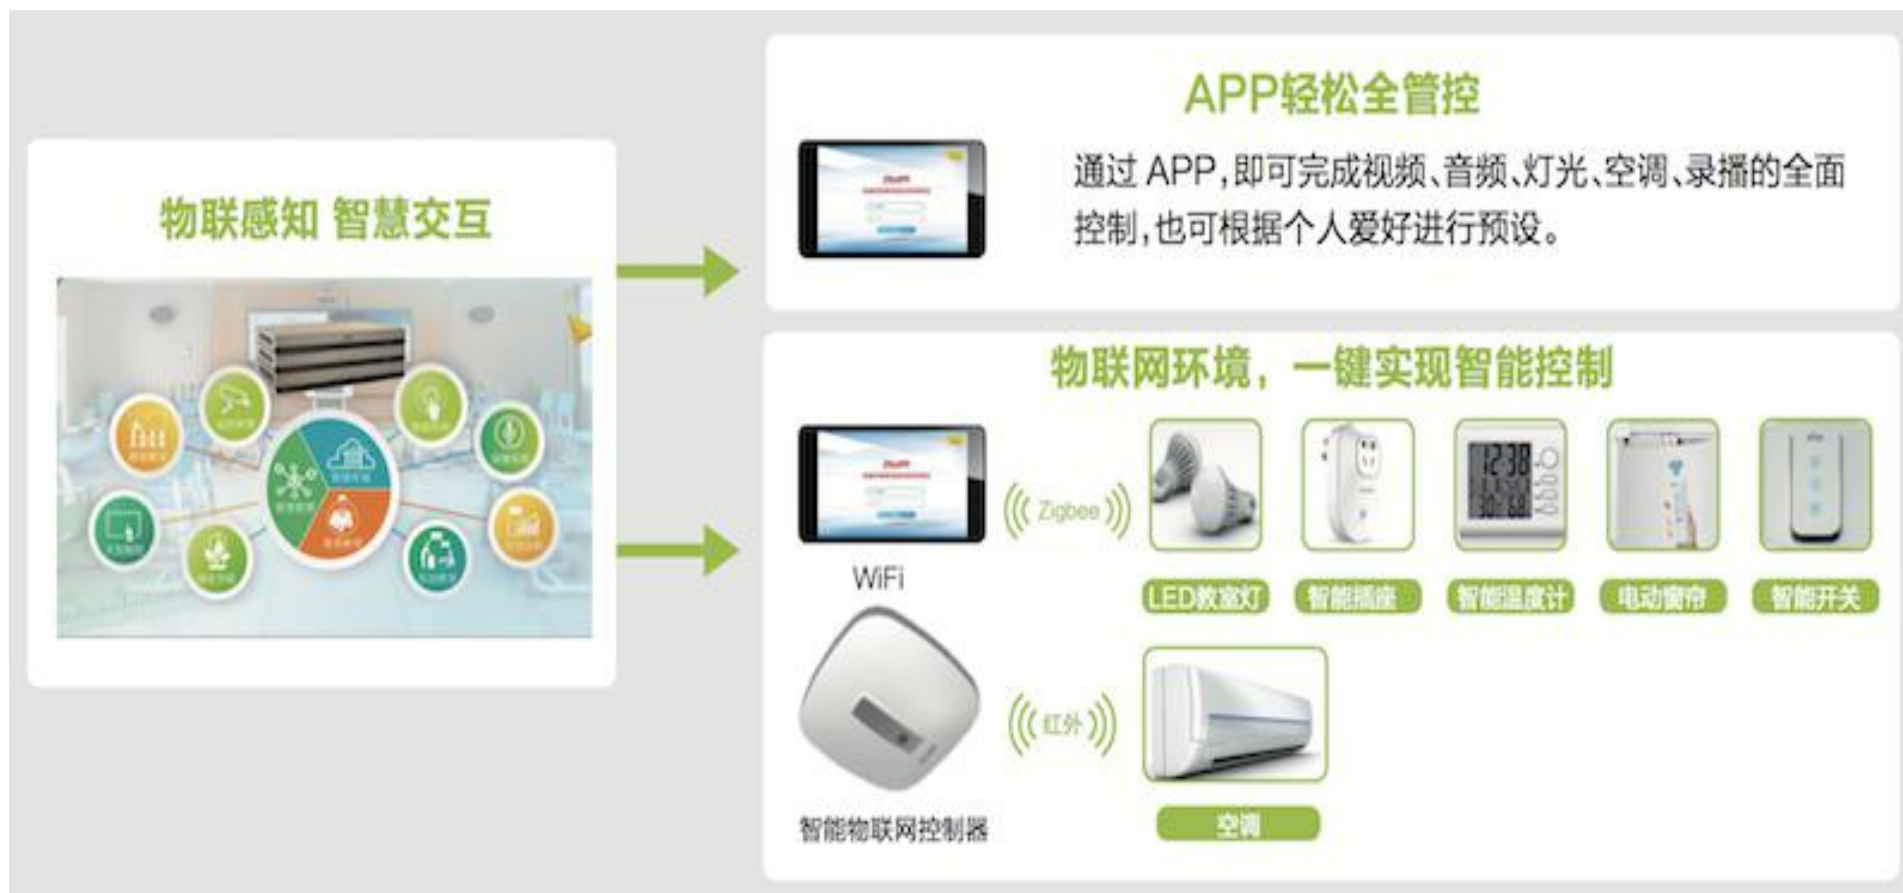 物联感知 智慧交互
APP轻松全管控
通过 APP,即可完成视频、音频、灯光、空调、录播的全面
控制,也可根据个人爱好进行预设。
物联网环境，一键实现智能控制
Zigbee
WiFi
LED教室灯
智能插座
智能温度计
电动窗帘
智能开关
红外
智能物联网控制器
空调
12:38